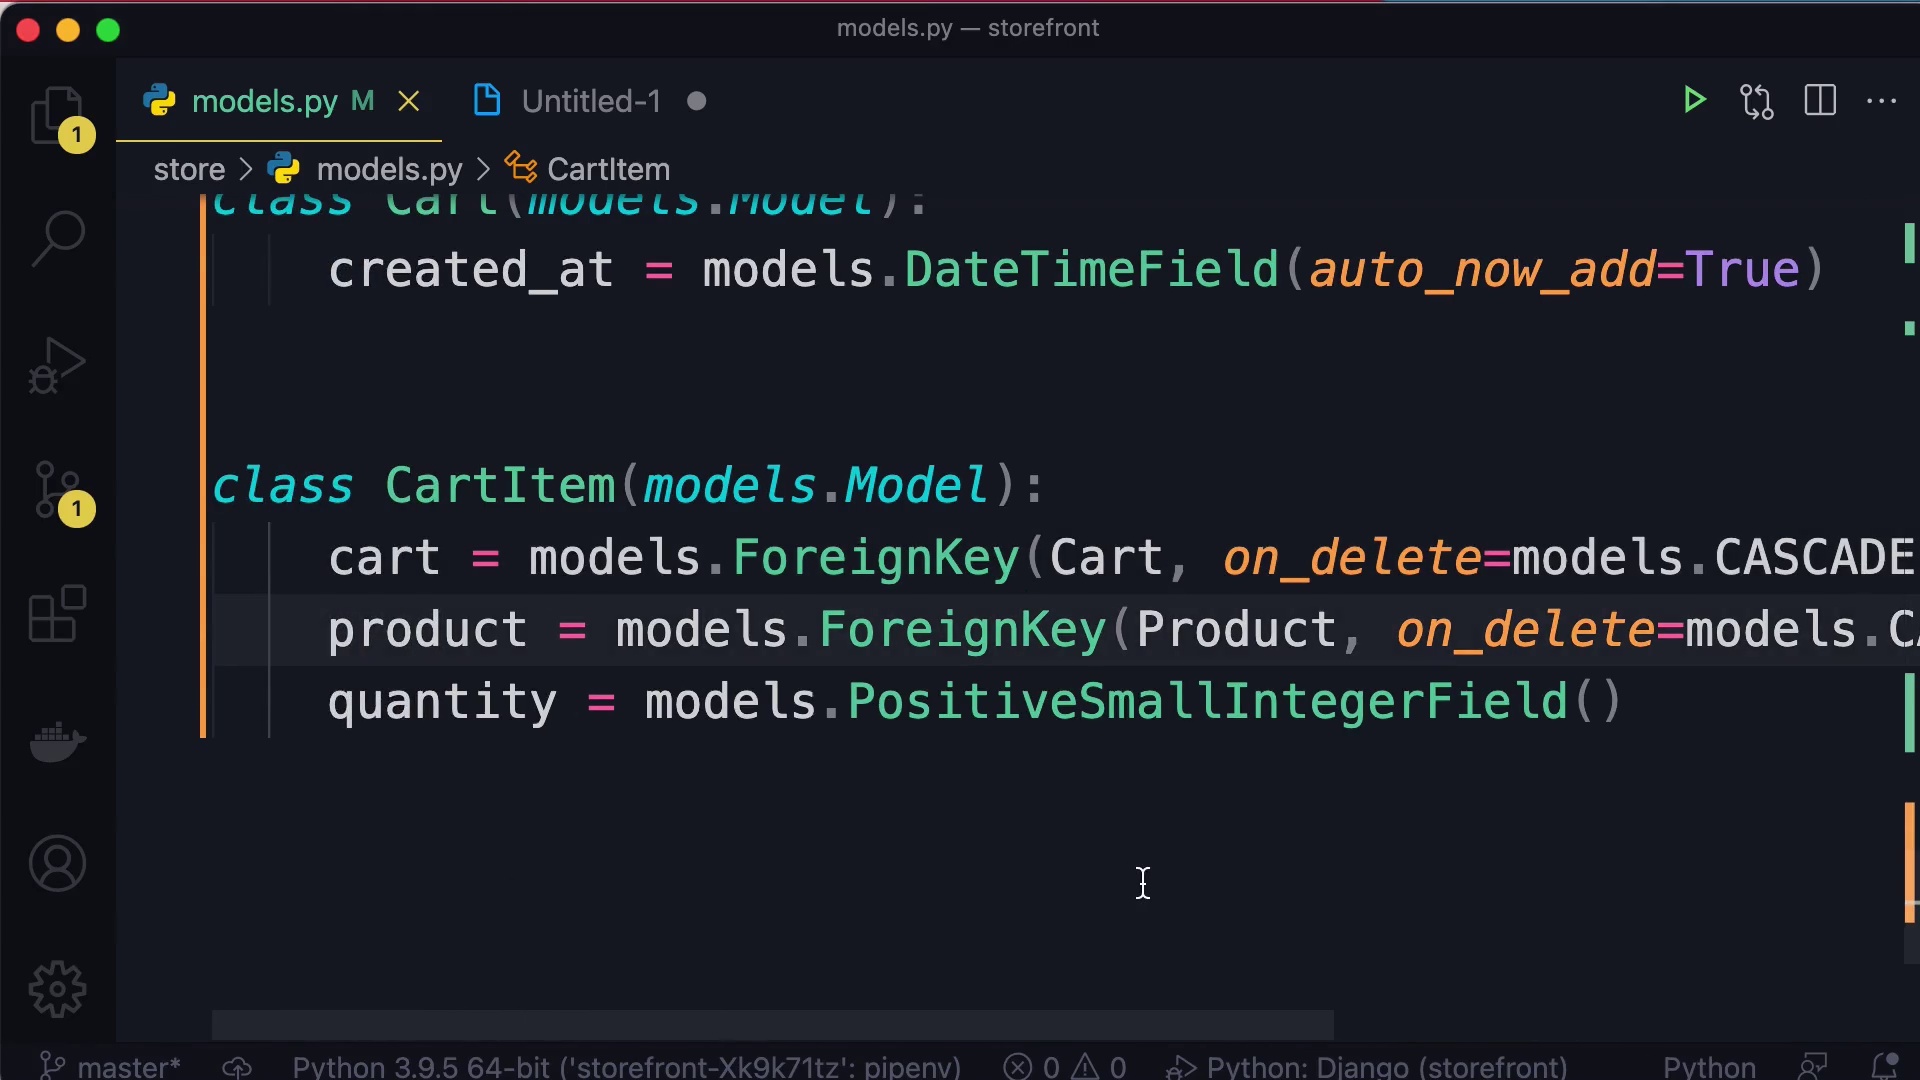 models.py — storefront
models.py M Untitled-1
1
store > models.py > CartItem
class Cart(models.Model):
created_at = models.DateTimeField(auto_now_add=True)
class CartItem(models.Model):
cart = models.ForeignKey(Cart, on_delete=models.CASCADE
product = models.ForeignKey(Product, on_delete=models.CA
1
quantity = models.PositiveSmallIntegerField()
master* Python 3.9.5 64-bit ('storefront-Xk9k71tz': pipenv) 0 0 Python: Django (storefront) Python